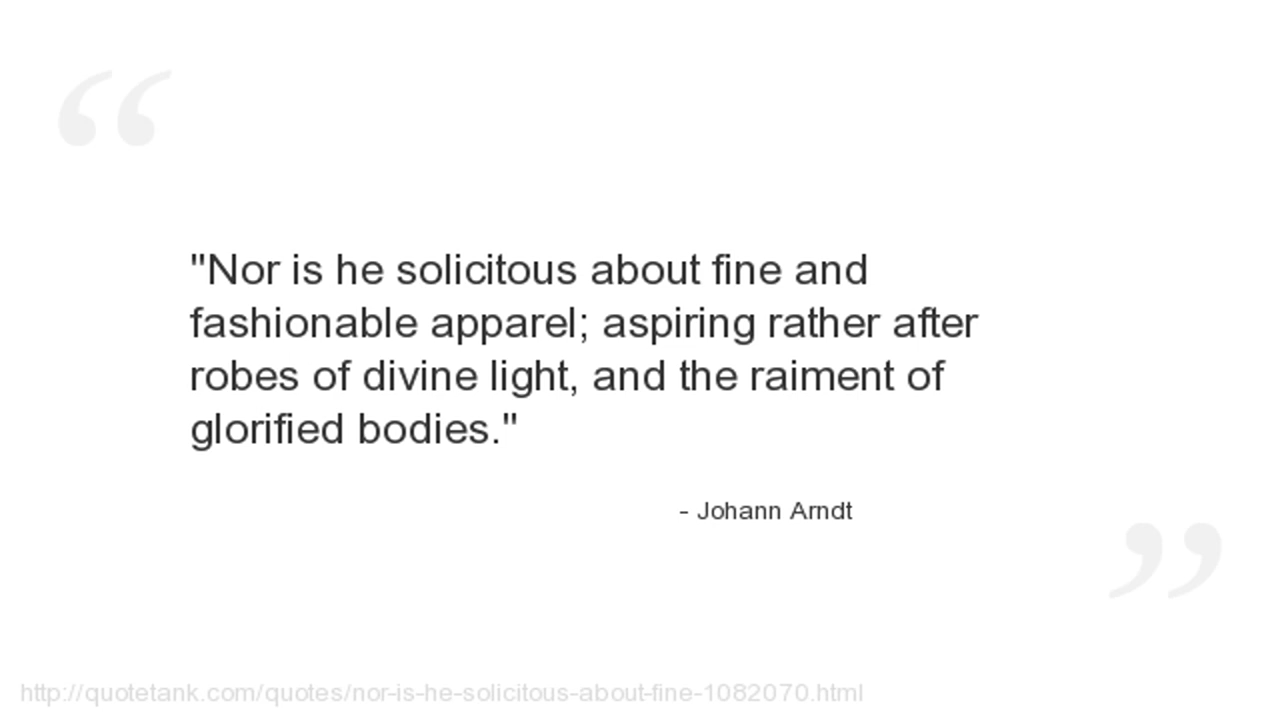 "Nor is he solicitous about fine and
fashionable apparel; aspiring rather after
robes of divine light, and the raiment of
glorified bodies."
- Johann Arndt
http://quotetank.com/quotes/nor-is-he-solicitous-about-fine-1082070.html